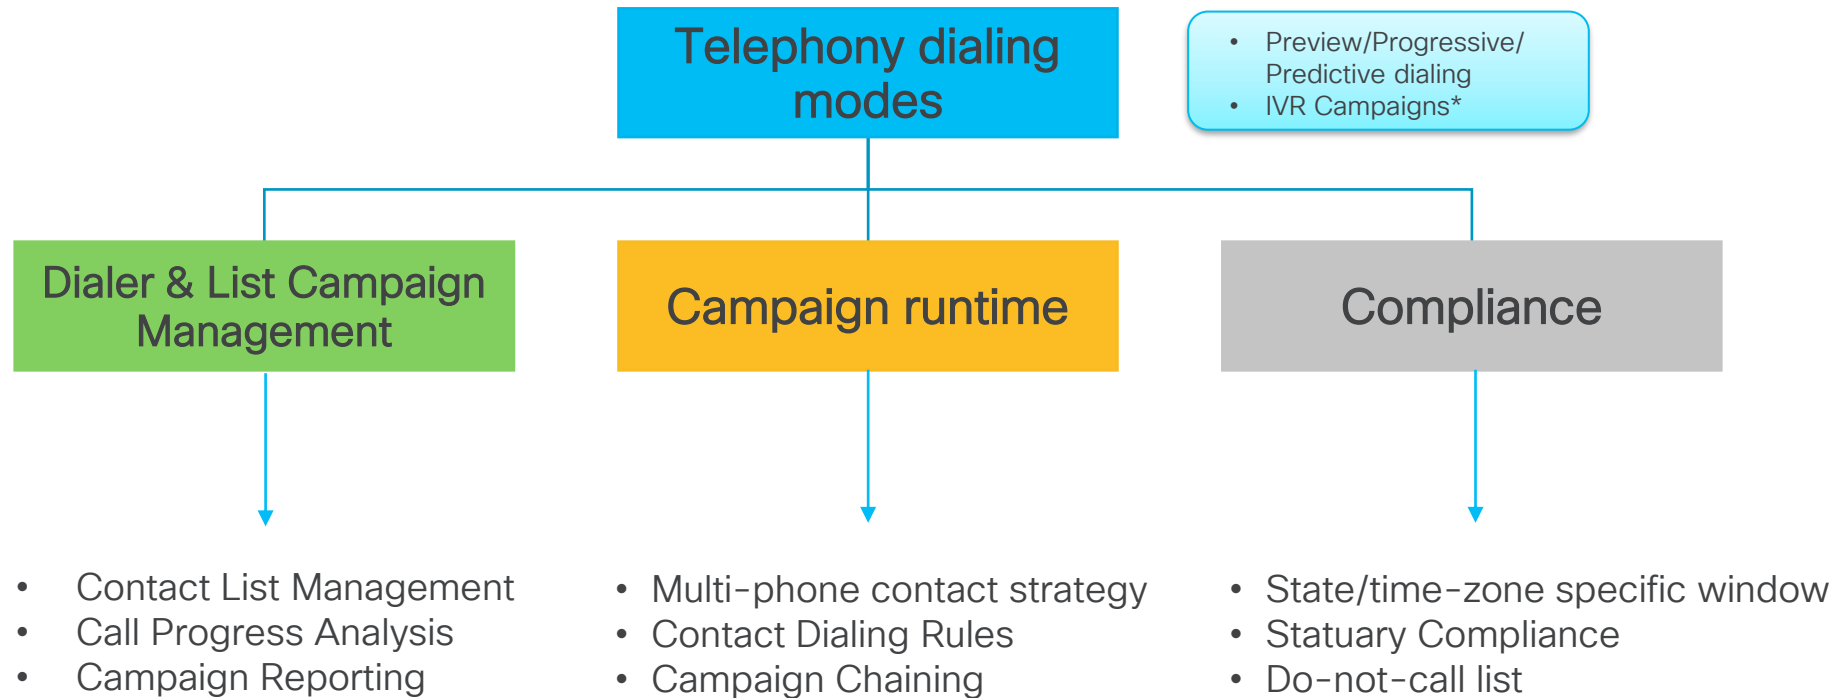 Telephony dialing
modes
• Preview/Progressive/
Predictive dialing
• IVR Campaigns*
Dialer & List Campaign
Management
Campaign runtime
Compliance
• Contact List Management
• Call Progress Analysis
• Campaign Reporting
• Multi-phone contact strategy
• Contact Dialing Rules
• Campaign Chaining
• State/time-zone specific window
• Statuary Compliance
• Do-not-call list